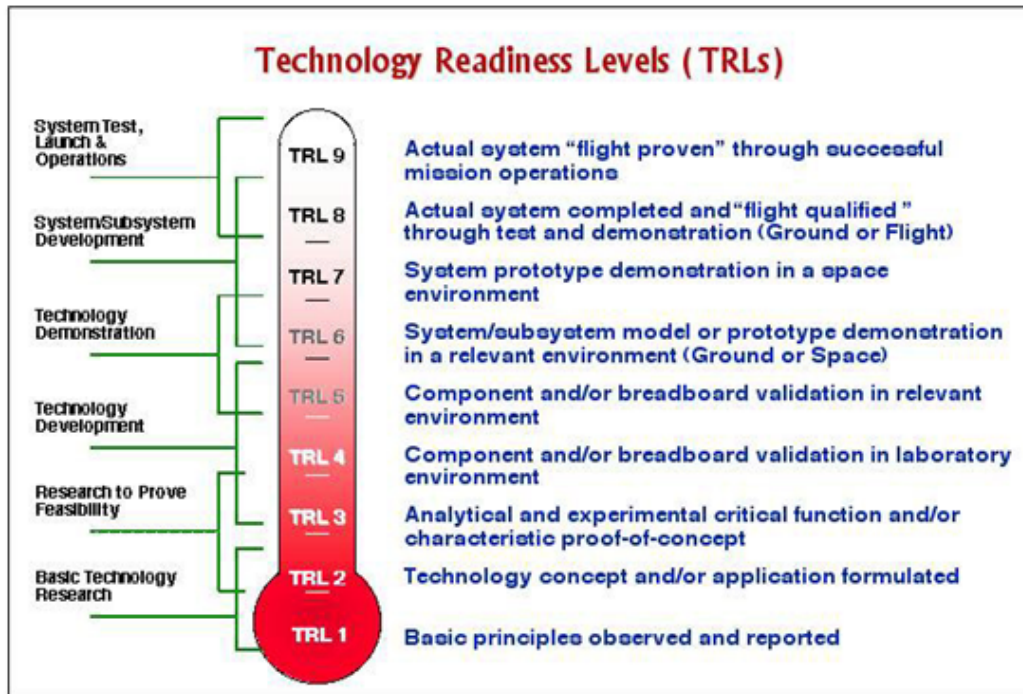 Technology Readiness Levels ( TRLs)
System Test,
Launch &
Operations
System/Subsystem
Development
Technology
Demonstration
Technology
Development
Research to Prove
Feasibility
Basic Technology
Research
TRL 9
TRL 8
TRL 7
TRL 6
TRL 5
TRL 4
TRL 3
TRL 2
TRL 1
Actual system “flight proven” through successful
mission operations
Actual system completed and “flight qualified ”
through test and demonstration (Ground or Flight)
System prototype demonstration in a space
environment
System/subsystem model or prototype demonstration
in a relevant environment (Ground or Space)
Component and/or breadboard validation in relevant
environment
Component and/or breadboard validation in laboratory
environment
Analytical and experimental critical function and/or
characteristic proof-of-concept
Technology concept and/or application formulated
Basic principles observed and reported